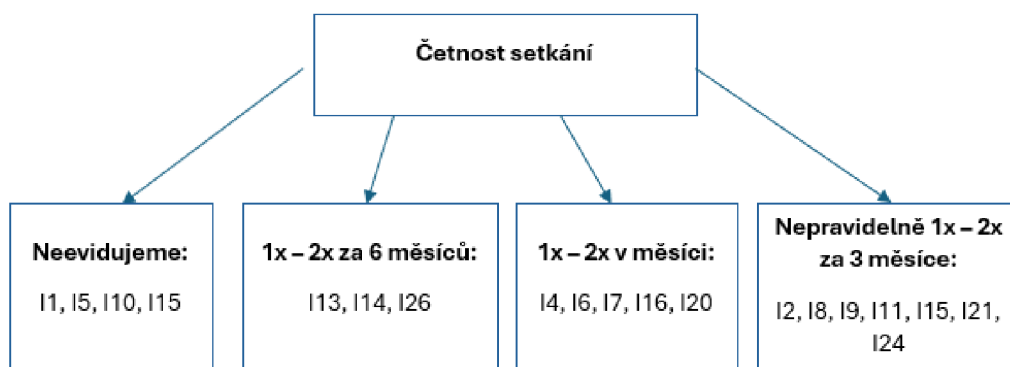 Četnost setkání
Neevidujeme:
I1, I5, I10, I15
1x – 2x za 6 měsíců:
I13, I14, I26
1x – 2x v měsíci:
I4, I6, I7, I16, I20
Nepravidelně 1x – 2x
za 3 měsíce:
I2, I8, I9, I11, I15, I21,
I24